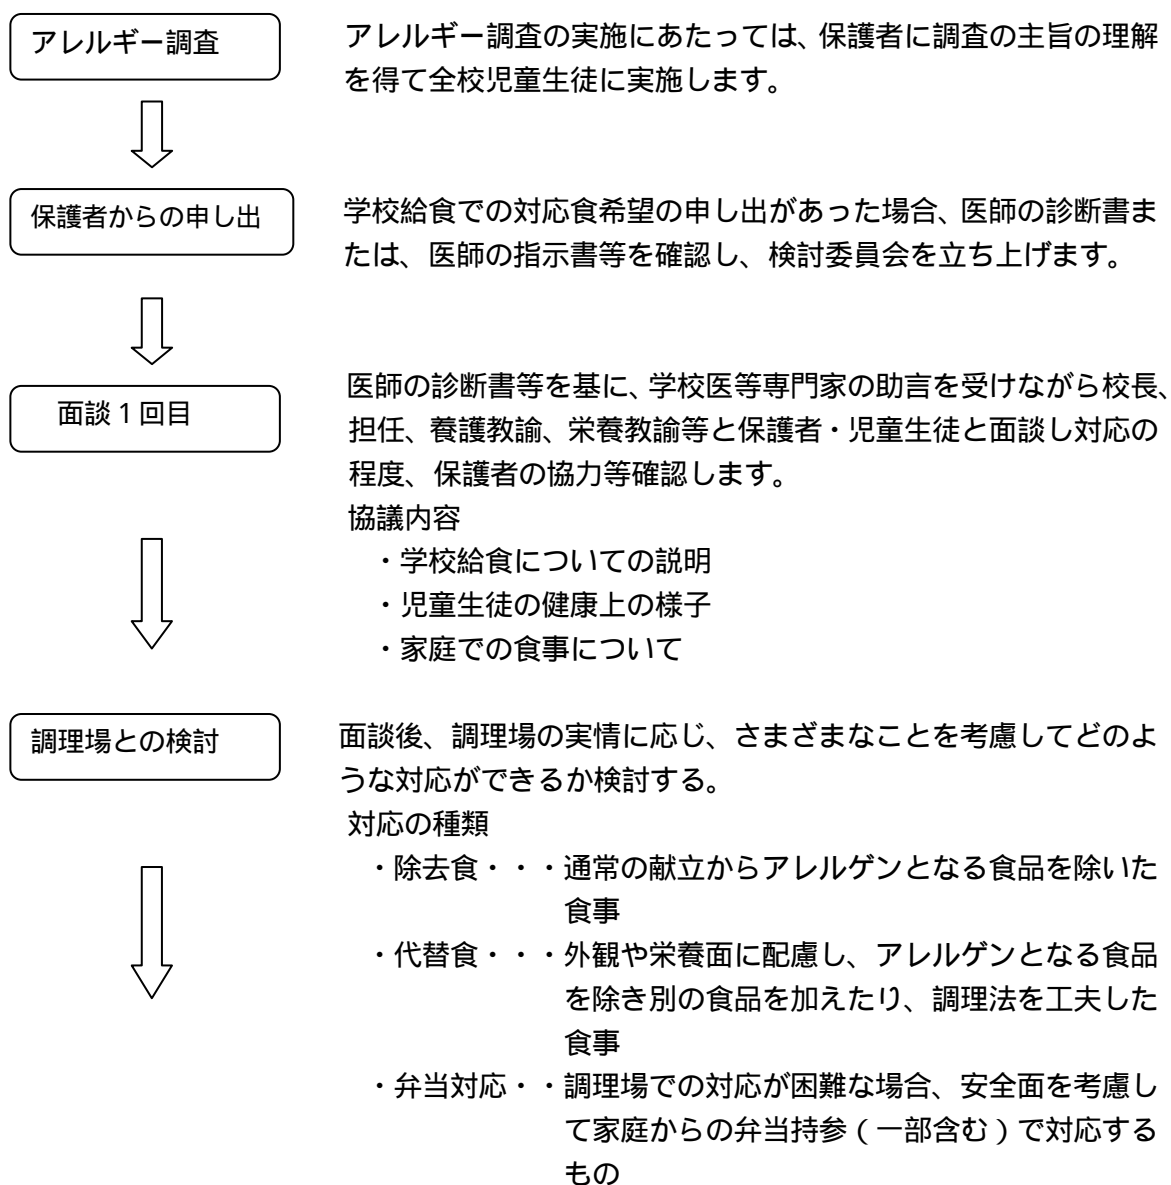 アレルギー調査
アレルギー調査の実施にあたっては、保護者に調査の主旨の理解
を得て全校児童生徒に実施します。
保護者からの申し出
学校給食での対応食希望の申し出があった場合、医師の診断書ま
たは、医師の指示書等を確認し、検討委員会を立ち上げます。
面談1回目
医師の診断書等を基に、学校医等専門家の助言を受けながら校長、
担任、養護教諭、栄養教諭等と保護者・児童生徒と面談し対応の
程度、保護者の協力等確認します。
協議内容
・学校給食についての説明
・児童生徒の健康上の様子
・家庭での食事について
調理場との検討
面談後、調理場の実情に応じ、さまざまなことを考慮してどのよ
うな対応ができるか検討する。
対応の種類
・除去食・・・通常の献立からアレルゲンとなる食品を除いた
食事
・代替食・・・外観や栄養面に配慮し、アレルゲンとなる食品
を除き別の食品を加えたり、調理法を工夫した
食事
・弁当対応・・調理場での対応が困難な場合、安全面を考慮し
て家庭からの弁当持参(一部含む)で対応する
もの